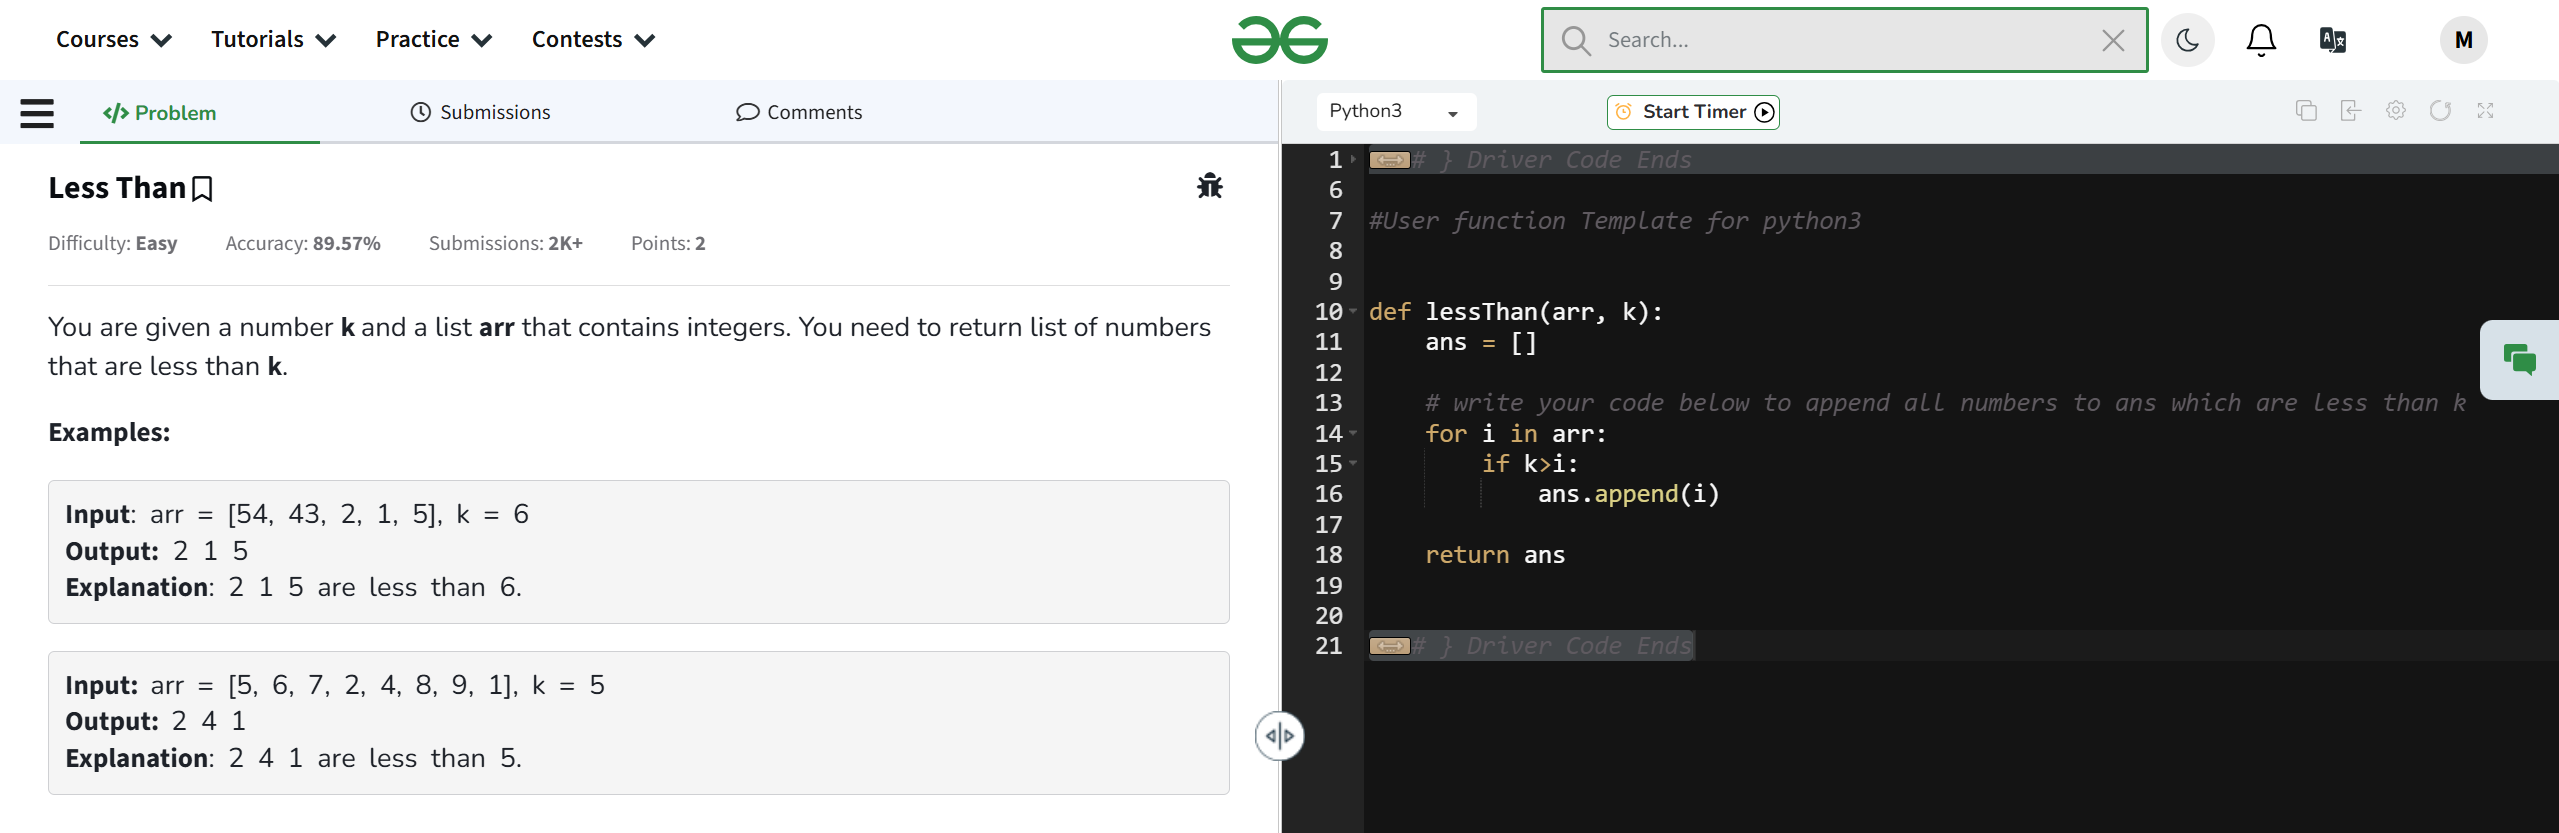 Courses Tutorials Practice Contests
Search...
M
</> Problem Submissions Comments
Less Than
Difficulty: Easy Accuracy: 89.57% Submissions: 2K+ Points: 2
You are given a number k and a list arr that contains integers. You need to return list of numbers
that are less than k.
Examples:
Input: arr = [54, 43, 2, 1, 5], k = 6
Output: 2 1 5
Explanation: 2 1 5 are less than 6.
Input: arr = [5, 6, 7, 2, 4, 8, 9, 1], k = 5
Output: 2 4 1
Explanation: 2 4 1 are less than 5.
Python3 Start Timer
1 # } Driver Code Ends
6
7 #User function Template for python3
8
9
10 def lessThan(arr, k):
11     ans = []
12
13     # write your code below to append all numbers to ans which are less than k
14     for i in arr:
15         if k>i:
16             ans.append(i)
17
18     return ans
19
20
21 # } Driver Code Ends